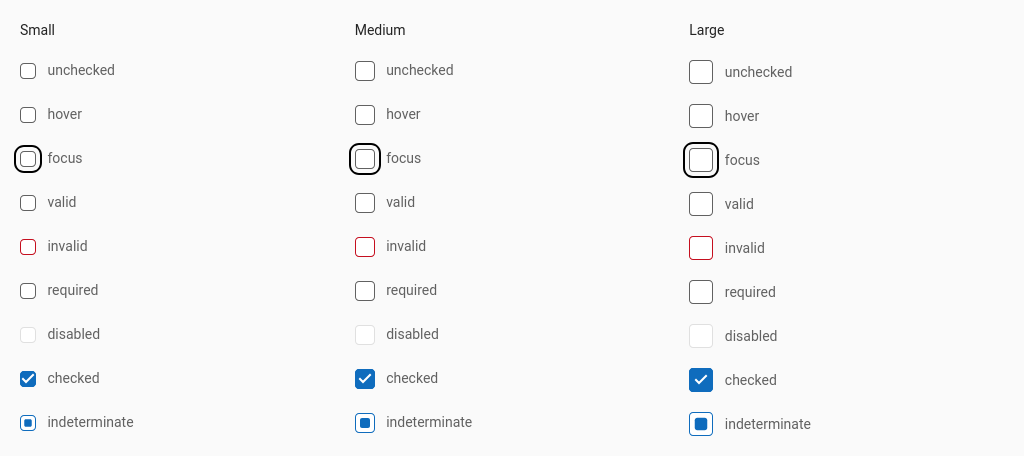 Small
unchecked
hover
focus
valid
invalid
required
disabled
checked
indeterminate
Medium
unchecked
hover
focus
valid
invalid
required
disabled
checked
indeterminate
Large
unchecked
hover
focus
valid
invalid
required
disabled
checked
indeterminate